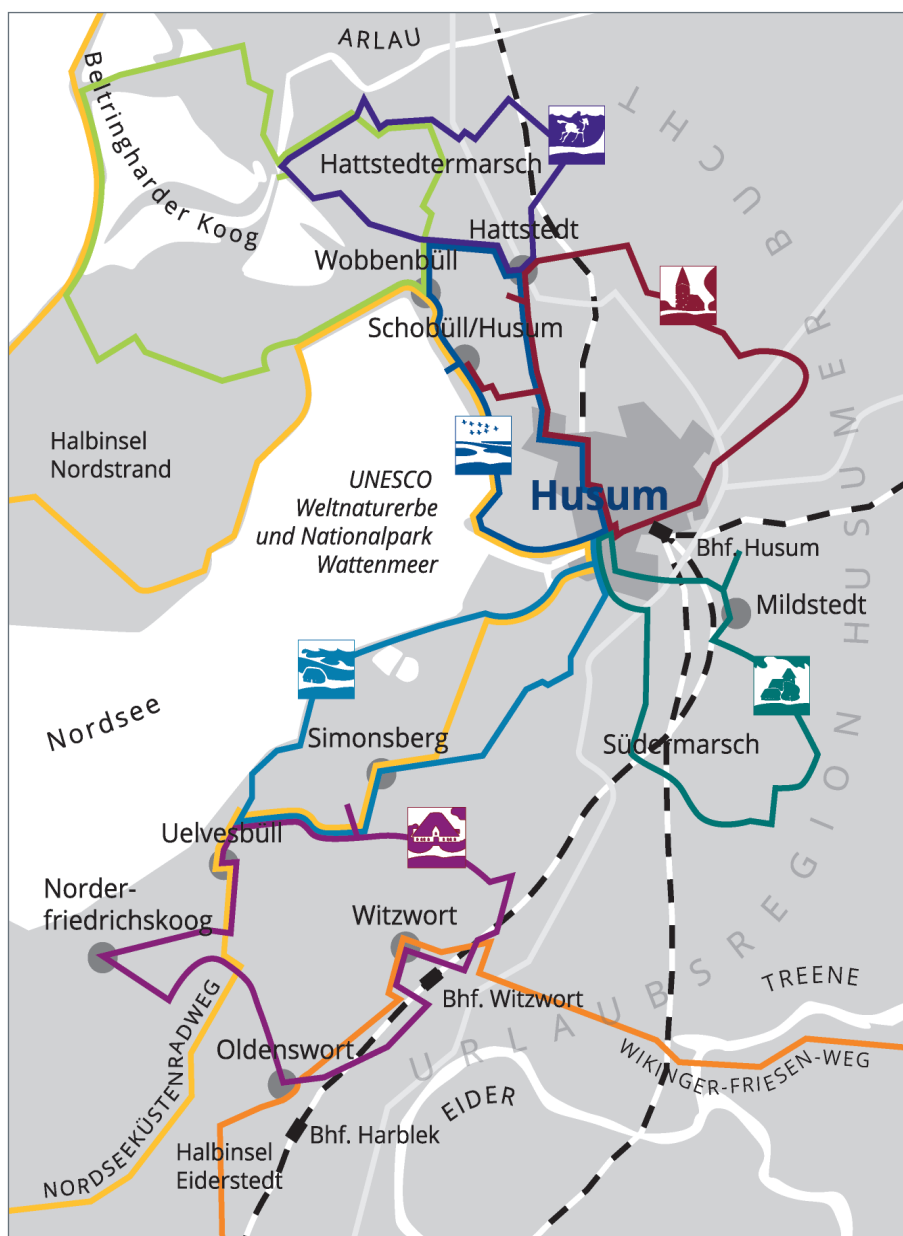 ARLAU
Beltringharder Koog
Hattstedtermarsch
Hattstedt
Wobbenbüll
Schobüll/Husum
Halbinsel
Nordstrand
UNESCO
Weltnaturerbe
und Nationalpark
Wattenmeer
Husum
Bhf. Husum
Mildstedt
Nordsee
Simonsberg
Südermarsch
Uelvesbüll
Norder-
friedrichskoog
Witzwort
Bhf. Witzwort
TREENE
Oldenswort
WIKINGER-FRIESEN-WEG
EIDER
NORDSEEKÜSTENRADWEG
Bhf. Harblek
Halbinsel
Eiderstedt
URLAUBSREGION HUSUMER BUCHT